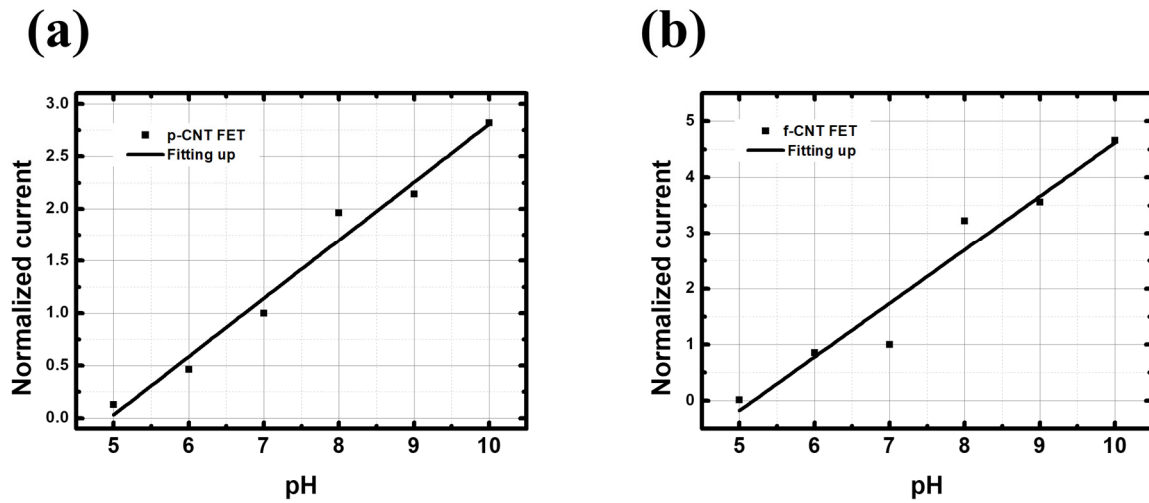 (a)
(b)
Normalized current
3.0
2.5
2.0
1.5
1.0
0.5
0.0
p-CNT FET
Fitting up
5 6 7 8 9 10
pH
Normalized current
5
4
3
2
1
0
f-CNT FET
Fitting up
5 6 7 8 9 10
pH